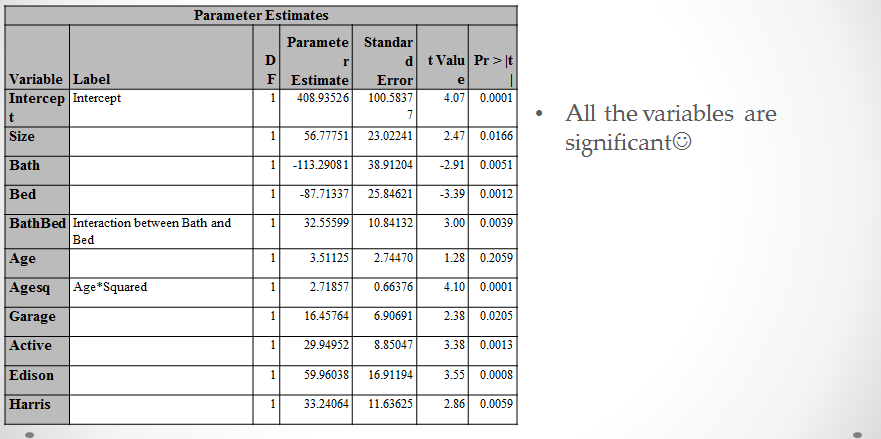 Parameter Estimates
Variable Label D F Paramete r Estimate Standar d Error t Valu e Pr > |t |
Intercep t Intercept 1 408.93526 100.5837 7 4.07 0.0001
Size 1 56.77751 23.02241 2.47 0.0166
Bath 1 -113.29081 38.91204 -2.91 0.0051
Bed 1 -87.71337 25.84621 -3.39 0.0012
BathBed Interaction between Bath and Bed 1 32.55599 10.84132 3.00 0.0039
Age 1 3.51125 2.74470 1.28 0.2059
Agesq Age*Squared 1 2.71857 0.66376 4.10 0.0001
Garage 1 16.45764 6.90691 2.38 0.0205
Active 1 29.94952 8.85047 3.38 0.0013
Edison 1 59.96038 16.91194 3.55 0.0008
Harris 1 33.24064 11.63625 2.86 0.0059
• All the variables are
significant☺